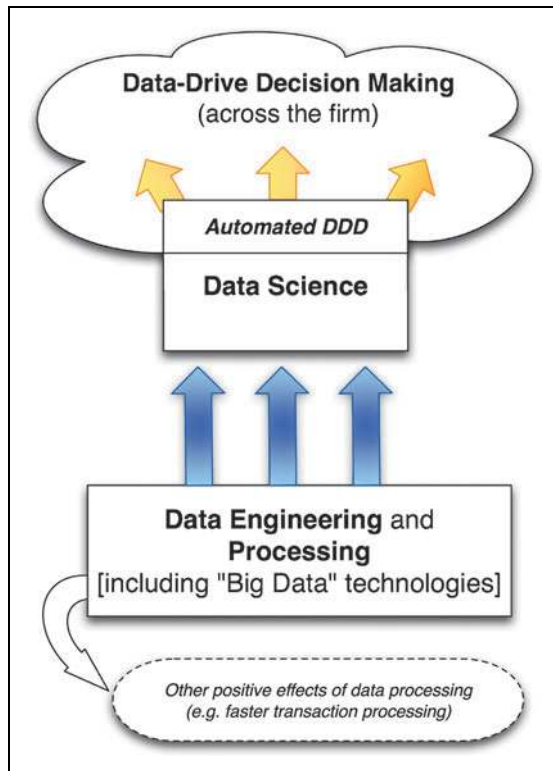 Data-Drive Decision Making
(across the firm)
Automated DDD
Data Science
Data Engineering and
Processing
[including "Big Data" technologies]
Other positive effects of data processing
(e.g. faster transaction processing)